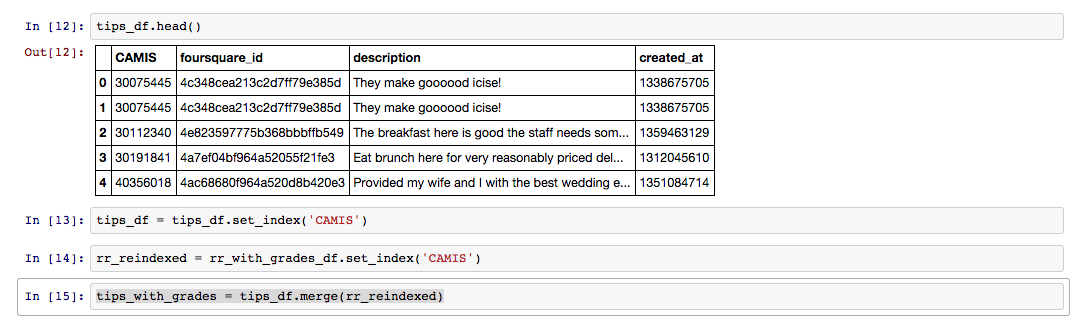 In [12]: tips_df.head()
Out[12]:
CAMIS foursquare_id description created_at
0 30075445 4c348cea213c2d7ff79e385d They make goooood icise! 1338675705
1 30075445 4c348cea213c2d7ff79e385d They make goooood icise! 1338675705
2 30112340 4e823597775b368bbbffb549 The breakfast here is good the staff needs som... 1359463129
3 30191841 4a7ef04bf964a52055f21fe3 Eat brunch here for very reasonably priced del... 1312045610
4 40356018 4ac68680f964a520d8b420e3 Provided my wife and I with the best wedding e... 1351084714
In [13]: tips_df = tips_df.set_index('CAMIS')
In [14]: rr_reindexed = rr_with_grades_df.set_index('CAMIS')
In [15]: tips_with_grades = tips_df.merge(rr_reindexed)